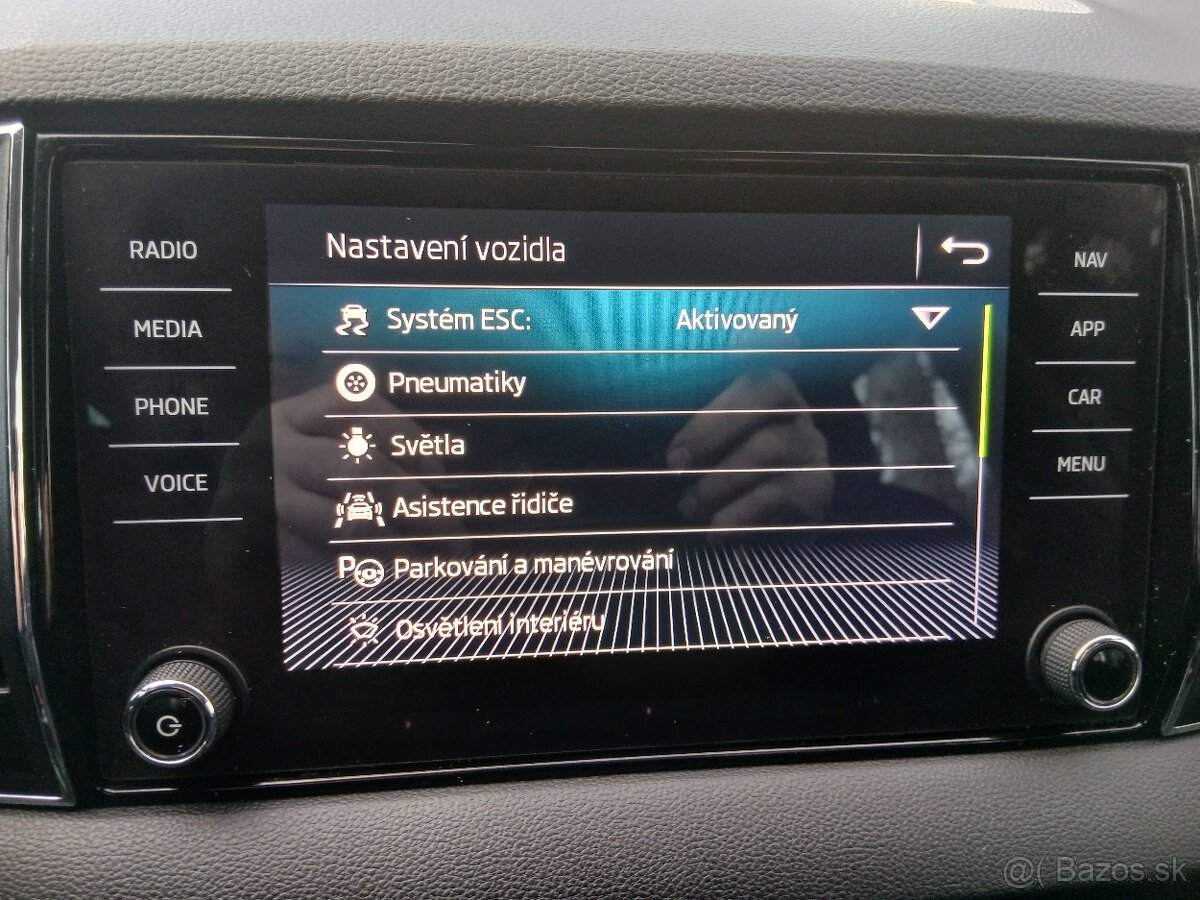 Nastavení vozidla
RADIO
MEDIA
PHONE
VOICE
Systém ESC: Aktivovaný
Pneumatiky
Světla
Asistence řidiče
P Parkování a manévrování
Osvětlení interiéru
NAV
APP
CAR
MENU
@( Bazos.sk